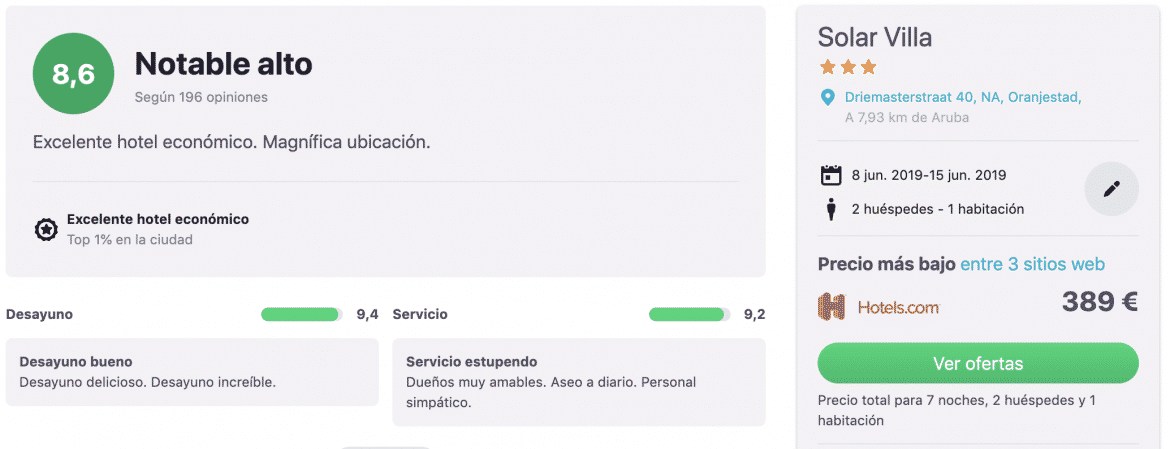 8,6
Notable alto
Según 196 opiniones
Excelente hotel económico. Magnífica ubicación.
Excelente hotel económico
Top 1% en la ciudad
Desayuno 9,4
Desayuno bueno
Desayuno delicioso. Desayuno increíble.
Servicio 9,2
Servicio estupendo
Dueños muy amables. Aseo a diario. Personal
simpático.
Solar Villa
Driemasterstraat 40, NA, Oranjestad,
A 7,93 km de Aruba
8 jun. 2019-15 jun. 2019
2 huéspedes - 1 habitación
Precio más bajo entre 3 sitios web
Hotels.com 389 €
Ver ofertas
Precio total para 7 noches, 2 huéspedes y 1
habitación